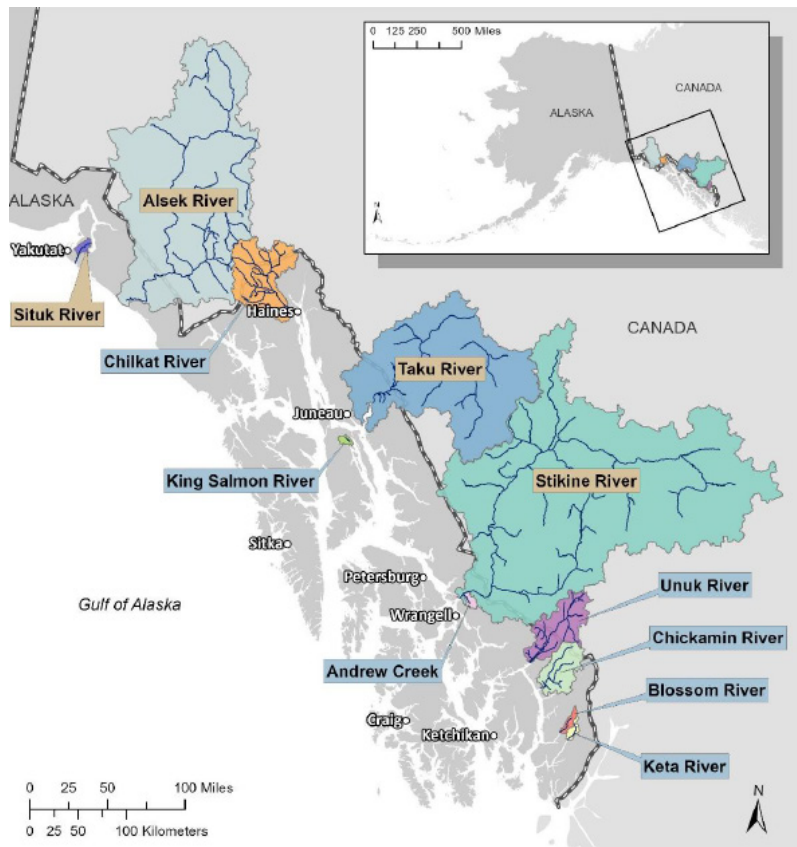 0 125 250 500 Miles
ALASKA
CANADA
N
ALASKA
Alsek River
Yakutat
Situk River
Haines
Chilkat River
CANADA
Taku River
Juneau
King Salmon River
Stikine River
Sitka
Petersburg
Unuk River
Gulf of Alaska
Wrangell
Chickamin River
Andrew Creek
Blossom River
Craig
Ketchikan
Keta River
0 25 50 100 Miles
0 25 50 100 Kilometers
N